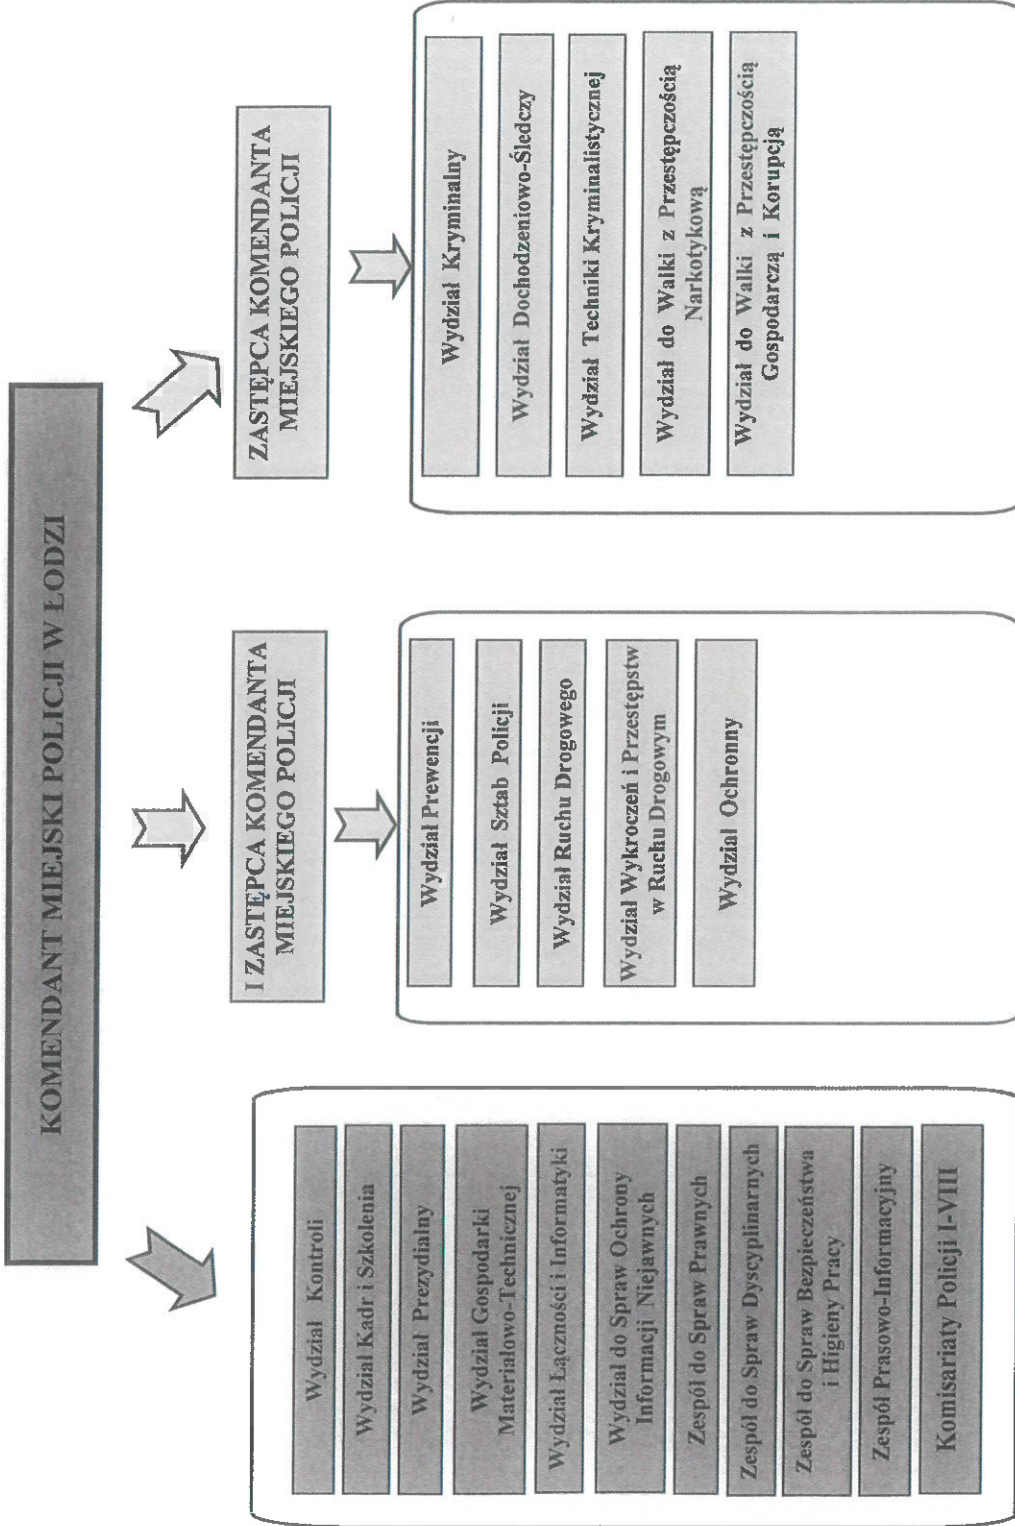 KOMENDANT MIEJSKI POLICJI W ŁODZI
Wydział Kontroli
Wydział Kadr i Szkolenia
Wydział Prezydialny
Wydział Gospodarki
Materiałowo-Technicznej
Wydział Łączności i Informatyki
Wydział do Spraw Ochrony
Informacji Niejawnych
Zespół do Spraw Prawnych
Zespół do Spraw Dyscyplinarnych
Zespół do Spraw Bezpieczeństwa
i Higieny Pracy
Zespół Prasowo-Informacyjny
Komisariaty Policji I-VIII
I ZASTĘPCA KOMENDANTA
MIEJSKIEGO POLICJI
Wydział Prewencji
Wydział Sztab Policji
Wydział Ruchu Drogowego
Wydział Wykroczeń i Przestępstw
w Ruchu Drogowym
Wydział Ochronny
ZASTĘPCA KOMENDANTA
MIEJSKIEGO POLICJI
Wydział Kryminalny
Wydział Dochodzeniowo-Śledczy
Wydział Techniki Kryminalistycznej
Wydział do Walki z Przestępczością
Narkotykową
Wydział do Walki z Przestępczością
Gospodarczą i Korupcją